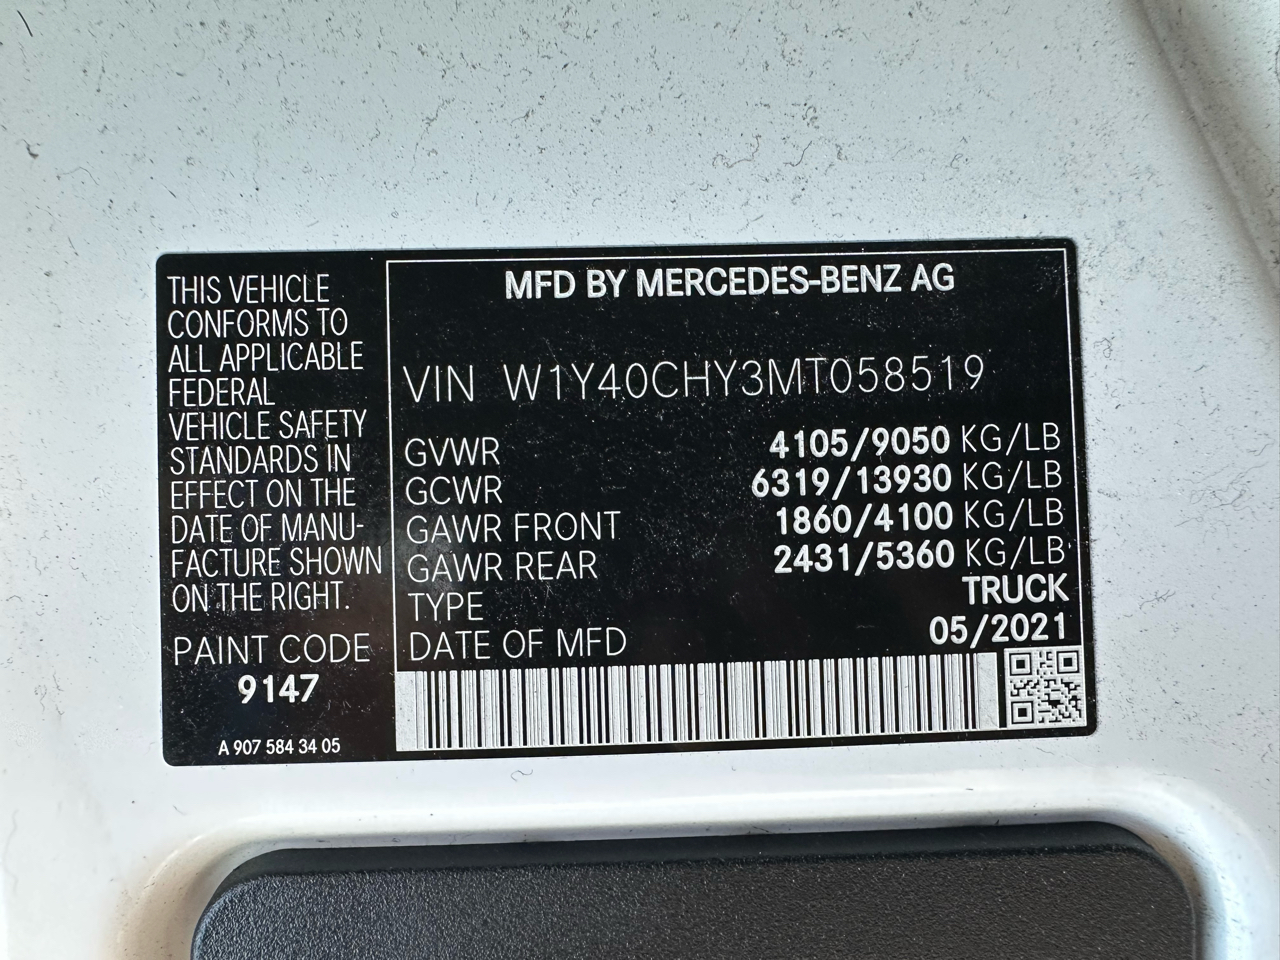 THIS VEHICLE
CONFORMS TO
ALL APPLICABLE
FEDERAL
VEHICLE SAFETY
STANDARDS IN
EFFECT ON THE
DATE OF MANU-
FACTURE SHOWN
ON THE RIGHT.
PAINT CODE
9147
A 907 584 34 05
MFD BY MERCEDES-BENZ AG
VIN W1Y40CHY3MT058519
GVWR 4105/9050 KG/LB
GCWR 6319/13930 KG/LB
GAWR FRONT 1860/4100 KG/LB
GAWR REAR 2431/5360 KG/LB
TYPE TRUCK
DATE OF MFD 05/2021